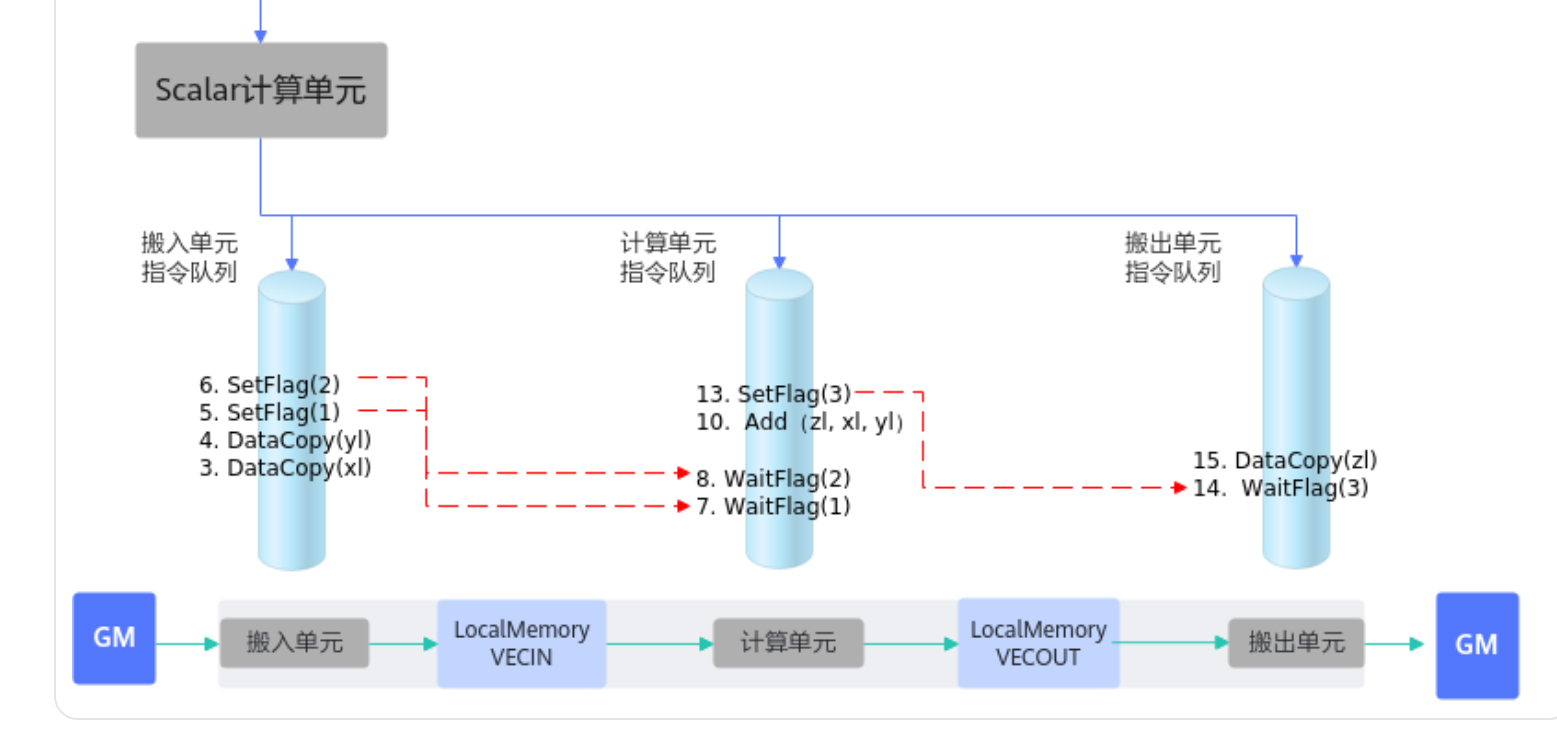 Scalar计算单元
搬入单元
指令队列
计算单元
指令队列
搬出单元
指令队列
6. SetFlag(2)
5. SetFlag(1)
4. DataCopy(yl)
3. DataCopy(xl)
13. SetFlag(3)
10. Add（zl, xl, yl）
8. WaitFlag(2)
7. WaitFlag(1)
15. DataCopy(zl)
14. WaitFlag(3)
GM
搬入单元
LocalMemory
VECIN
计算单元
LocalMemory
VECOUT
搬出单元
GM